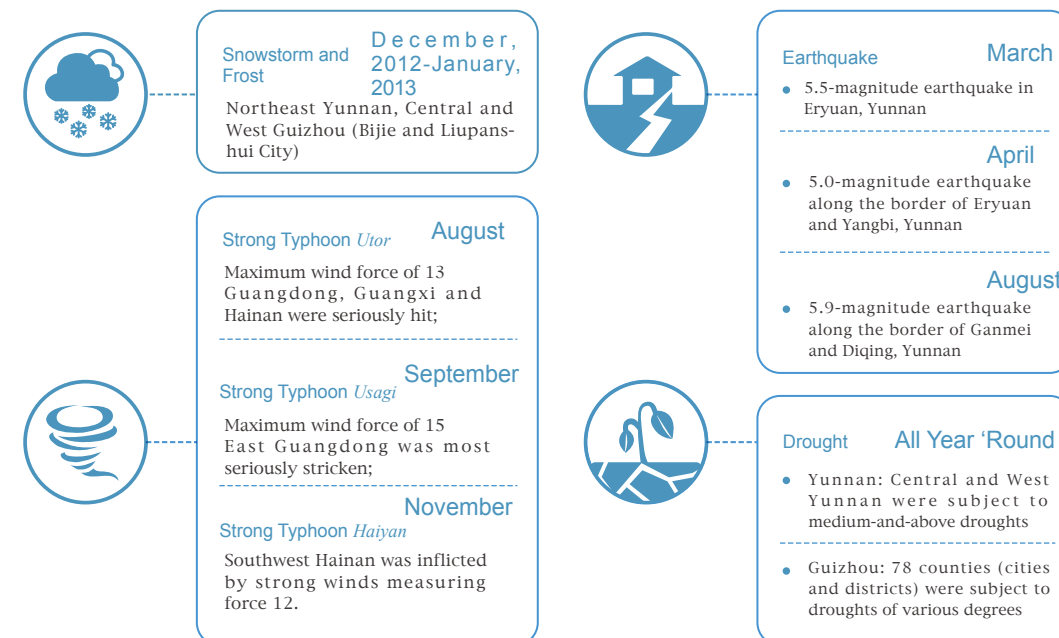 Snowstorm and
Frost
December,
2012-January,
2013
Northeast Yunnan, Central and
West Guizhou (Bijie and Liupans-
hui City)
Strong Typhoon Utor
August
Maximum wind force of 13
Guangdong, Guangxi and
Hainan were seriously hit;
Strong Typhoon Usagi
September
Maximum wind force of 15
East Guangdong was most
seriously stricken;
November
Strong Typhoon Haiyan
Southwest Hainan was inflicted
by strong winds measuring
force 12.
Earthquake
March
• 5.5-magnitude earthquake in
Eryuan, Yunnan
April
• 5.0-magnitude earthquake
along the border of Eryuan
and Yangbi, Yunnan
August
• 5.9-magnitude earthquake
along the border of Ganmei
and Diqing, Yunnan
Drought
All Year ‘Round
• Yunnan: Central and West
Yunnan were subject to
medium-and-above droughts
• Guizhou: 78 counties (cities
and districts) were subject to
droughts of various degrees